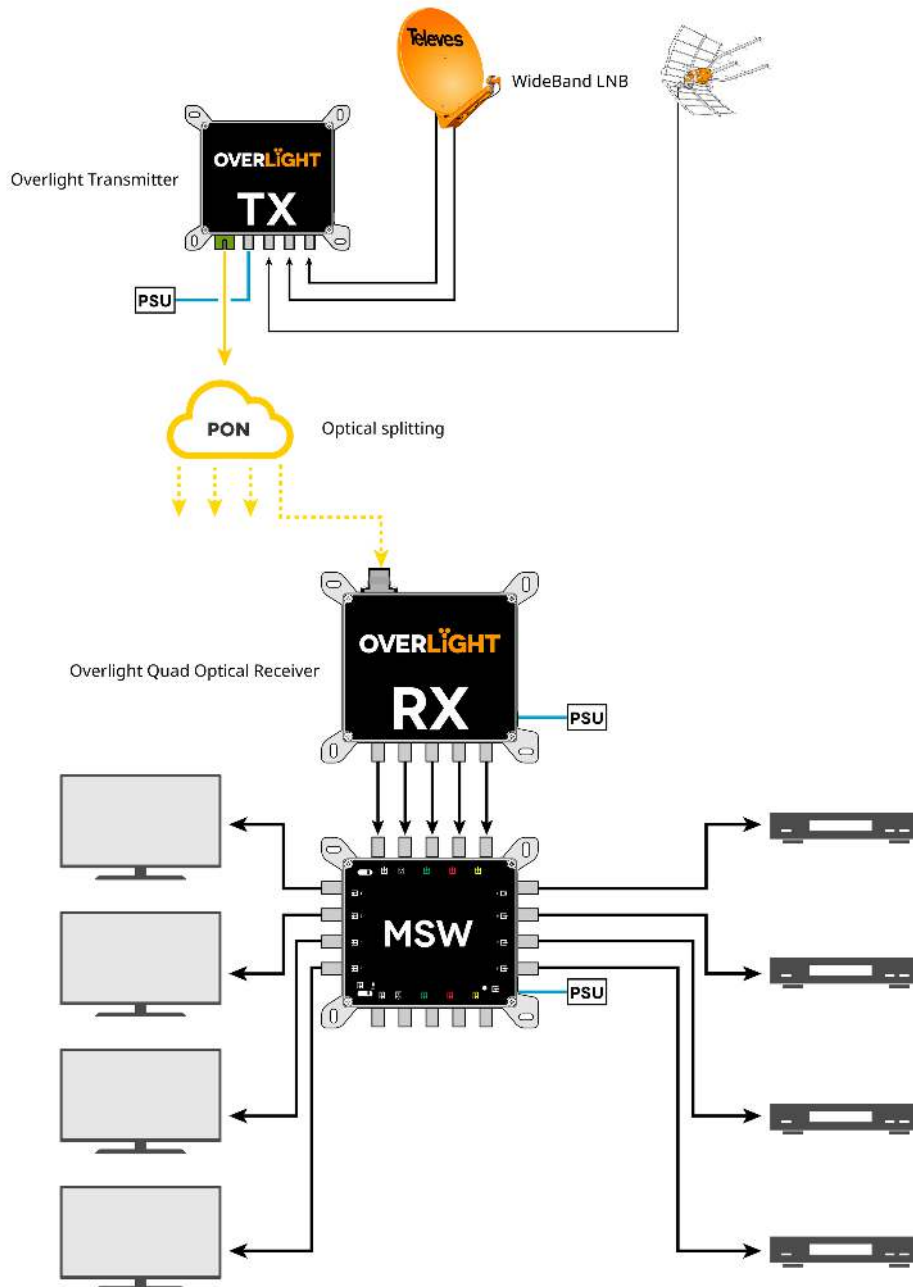 Televes
WideBand LNB
OVERLIGHT
TX
Overlight Transmitter
PSU
PON
Optical splitting
OVERLIGHT
RX
Overlight Quad Optical Receiver
PSU
MSW
PSU